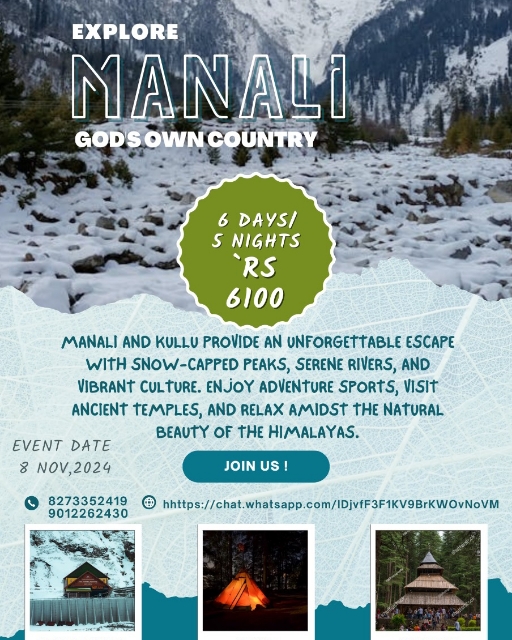 EXPLORE
MANALI
GODS OWN COUNTRY
6 DAYS/
5 NIGHTS
`RS
6100
MANALI AND KULLU PROVIDE AN UNFORGETTABLE ESCAPE
WITH SNOW-CAPPED PEAKS, SERENE RIVERS, AND
VIBRANT CULTURE. ENJOY ADVENTURE SPORTS, VISIT
ANCIENT TEMPLES, AND RELAX AMIDST THE NATURAL
BEAUTY OF THE HIMALAYAS.
EVENT DATE
8 NOV,2024
JOIN US !
8273352419
9012262430
hhttps://chat.whatsapp.com/IDjvfF3F1KV9BrKWOvNoVM